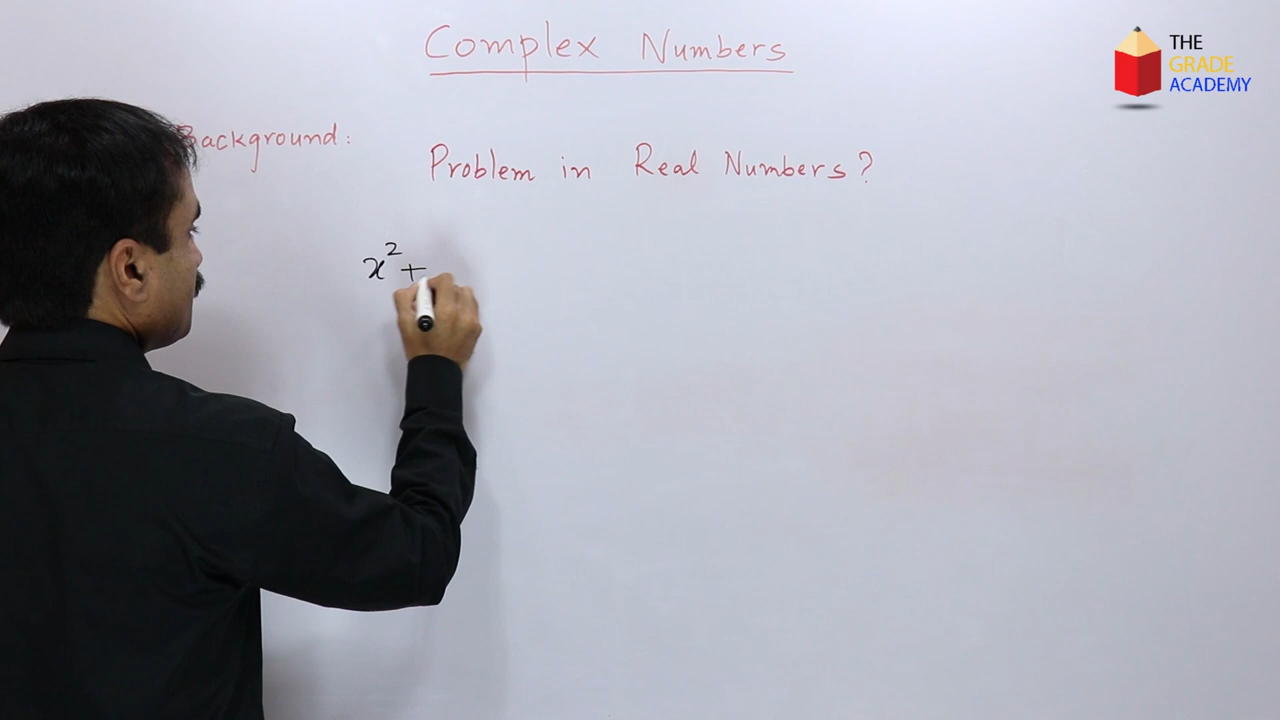 Complex Numbers
THE
GRADE
ACADEMY
Background:
Problem in Real Numbers?
x² +